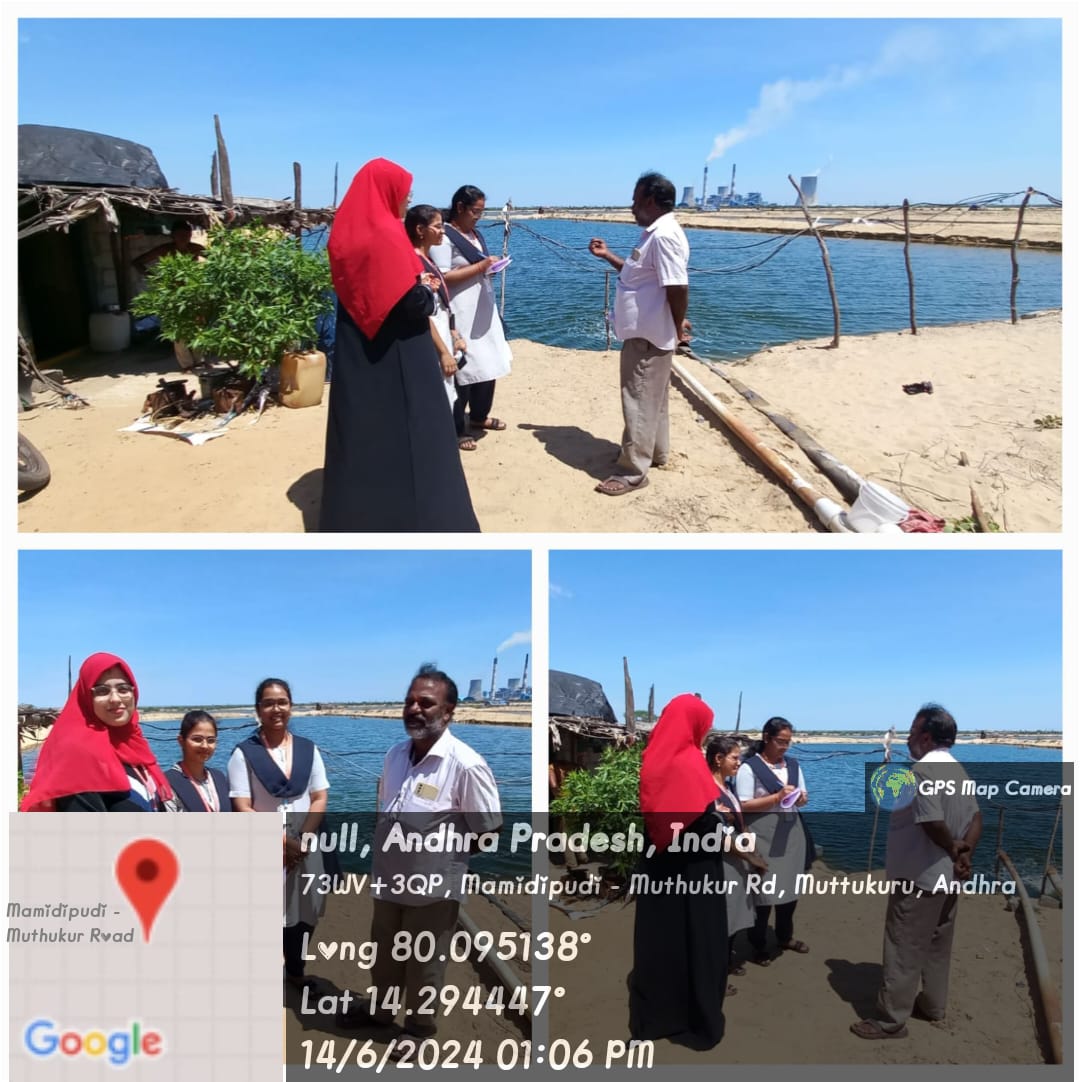 GPS Map Camera
null, Andhra Pradesh, India
73WV+3QP, Mamidipudi - Muthukur Rd, Muttukuru, Andhra
Mamidipudi -
Muthukur Road
Long 80.095138°
Lat 14.294447°
14/6/2024 01:06 PM
Google